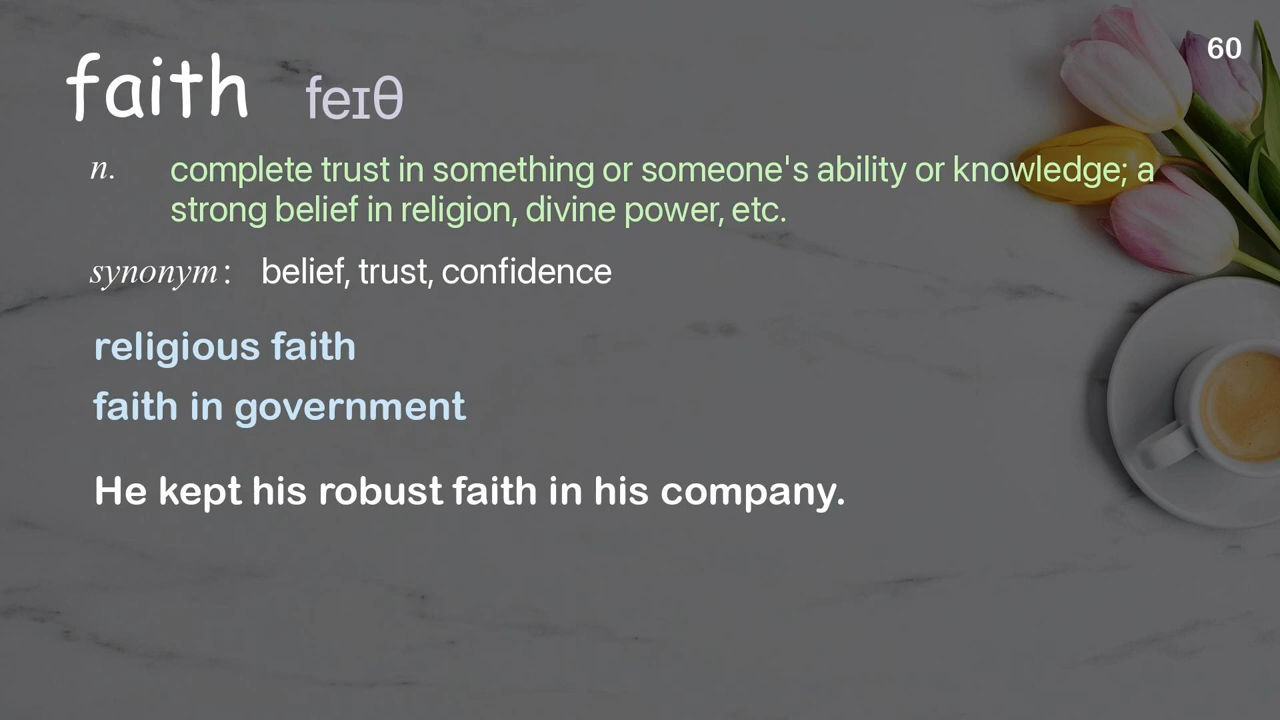 60
faith feɪθ
n. complete trust in something or someone's ability or knowledge; a
strong belief in religion, divine power, etc.
synonym: belief, trust, confidence
religious faith
faith in government
He kept his robust faith in his company.